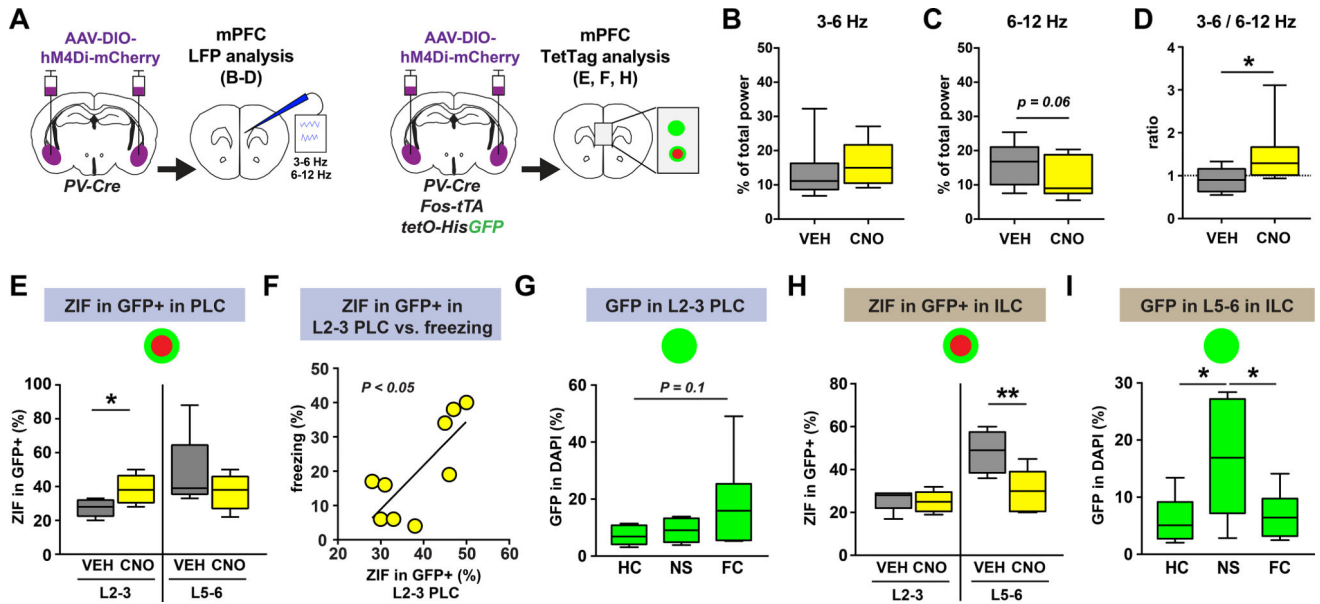 A
AAV-DIO-
hM4Di-mCherry
mPFC
LFP analysis
(B-D)
3-6 Hz
6-12 Hz
PV-Cre
AAV-DIO-
hM4Di-mCherry
mPFC
TetTag analysis
(E, F, H)
PV-Cre
Fos-tTA
tetO-HisGFP
B
3-6 Hz
% of total power
50
40
30
20
10
0
VEH CNO
C
6-12 Hz
% of total power
50
40
30
20
10
0
p = 0.06
VEH CNO
D
3-6 / 6-12 Hz
ratio
4
3
2
1
0
*
VEH CNO
E
ZIF in GFP+ in PLC
ZIF in GFP+ (%)
100
80
60
40
20
0
*
VEH CNO VEH CNO
L2-3 L5-6
F
ZIF in GFP+ in
L2-3 PLC vs. freezing
freezing (%)
50
40
30
20
10
0
P < 0.05
20 30 40 50 60
ZIF in GFP+ (%)
L2-3 PLC
G
GFP in L2-3 PLC
GFP in DAPI (%)
60
50
40
30
20
10
0
P = 0.1
HC NS FC
H
ZIF in GFP+ in ILC
ZIF in GFP+ (%)
100
80
60
40
20
0
**
VEH CNO VEH CNO
L2-3 L5-6
I
GFP in L5-6 in ILC
GFP in DAPI (%)
30
20
10
0
* *
HC NS FC